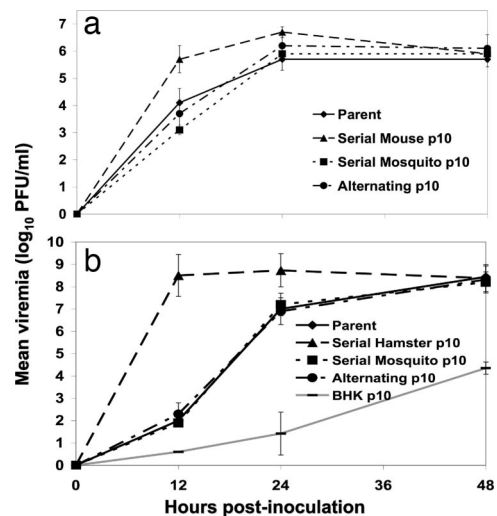 a
7
6
5
4
3
2
1
0
Parent
Serial Mouse p10
Serial Mosquito p10
Alternating p10
Mean viremia (log10 PFU/ml)
b
10
9
8
7
6
5
4
3
2
1
0
Parent
Serial Hamster p10
Serial Mosquito p10
Alternating p10
BHK p10
0 12 24 36 48
Hours post-inoculation